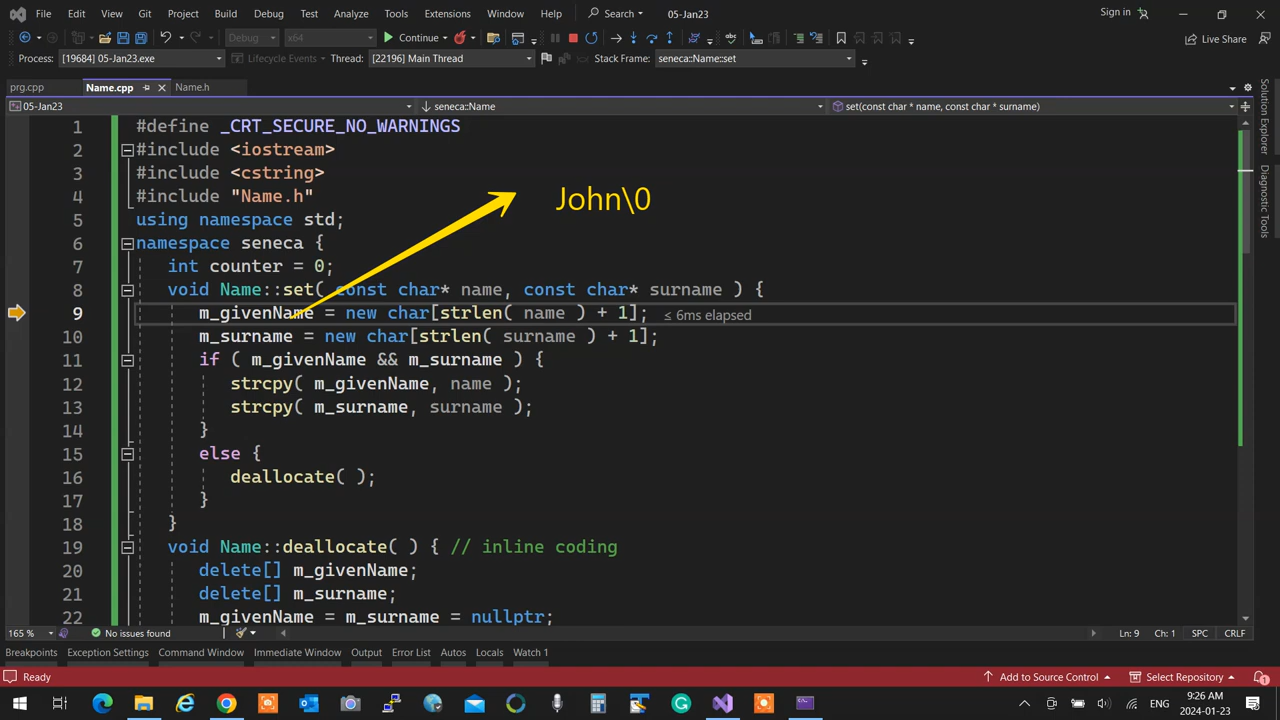 File Edit View Git Project Build Debug Test Analyze Tools Extensions Window Help Search 05-Jan23 Sign in
Debug x64 Continue Live Share
Process: [19684] 05-Jan23.exe Lifecycle Events Thread: [22196] Main Thread Stack Frame: seneca::Name::set
prg.cpp Name.cpp Name.h
05-Jan23 seneca::Name set(const char * name, const char * surname)
1 #define _CRT_SECURE_NO_WARNINGS
2 #include <iostream>
3 #include <cstring>
4 #include "Name.h"
John\0
5 using namespace std;
6 namespace seneca {
7 int counter = 0;
8 void Name::set( const char* name, const char* surname ) {
9 m_givenName = new char[strlen( name ) + 1]; ≤ 6ms elapsed
10 m_surname = new char[strlen( surname ) + 1];
11 if ( m_givenName && m_surname ) {
12 strcpy( m_givenName, name );
13 strcpy( m_surname, surname );
14 }
15 else {
16 deallocate( );
17 }
18 }
19 void Name::deallocate( ) { // inline coding
20 delete[] m_givenName;
21 delete[] m_surname;
22 m_givenName = m_surname = nullptr;
Solution Explorer
Diagnostic Tools
165 % No issues found Ln: 9 Ch: 1 SPC CRLF
Breakpoints Exception Settings Command Window Immediate Window Output Error List Autos Locals Watch 1
Ready Add to Source Control Select Repository 1
ENG 9:26 AM
2024-01-23